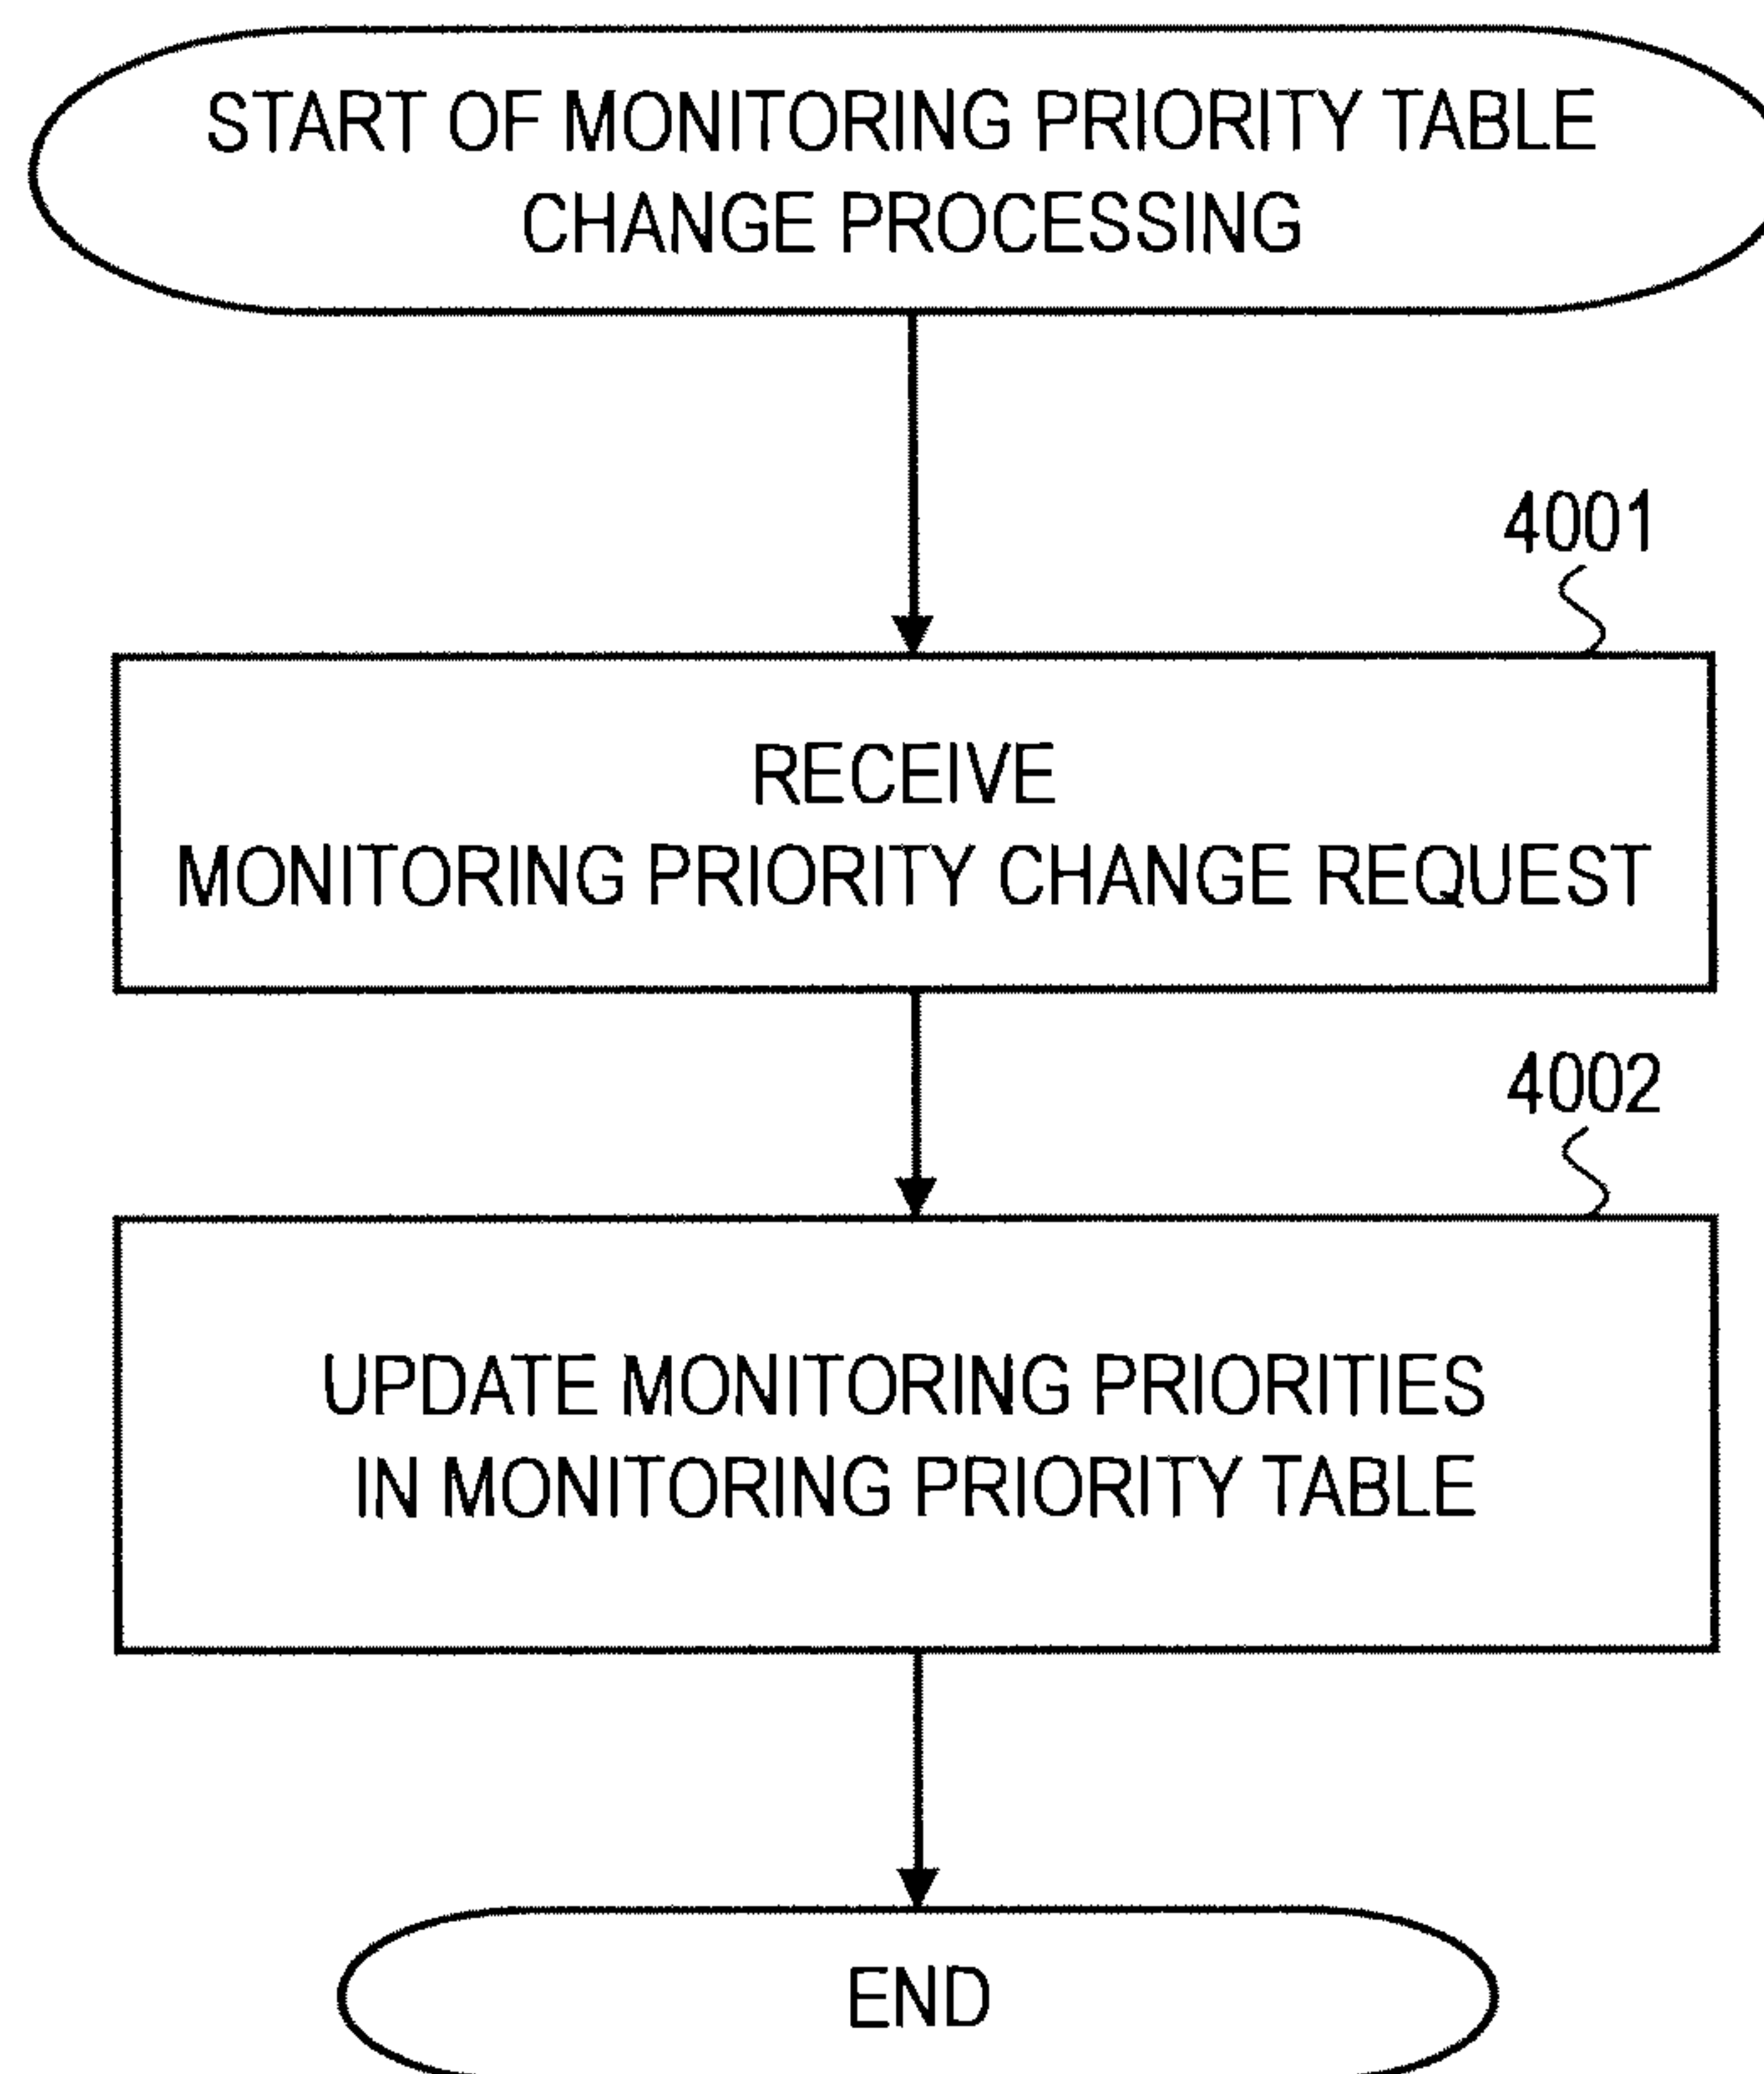 START OF MONITORING PRIORITY TABLE
CHANGE PROCESSING
4001
RECEIVE
MONITORING PRIORITY CHANGE REQUEST
4002
UPDATE MONITORING PRIORITIES
IN MONITORING PRIORITY TABLE
END